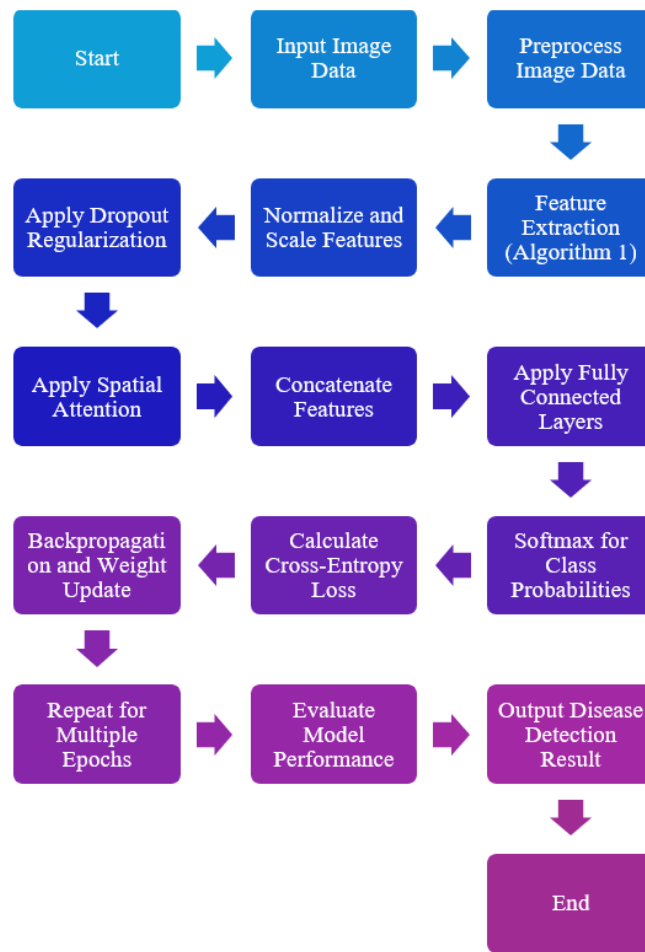 Start
Input Image
Data
Preprocess
Image Data
Feature
Extraction
(Algorithm 1)
Normalize and
Scale Features
Apply Dropout
Regularization
Apply Spatial
Attention
Concatenate
Features
Apply Fully
Connected
Layers
Softmax for
Class
Probabilities
Calculate
Cross-Entropy
Loss
Backpropagati
on and Weight
Update
Repeat for
Multiple
Epochs
Evaluate
Model
Performance
Output Disease
Detection
Result
End